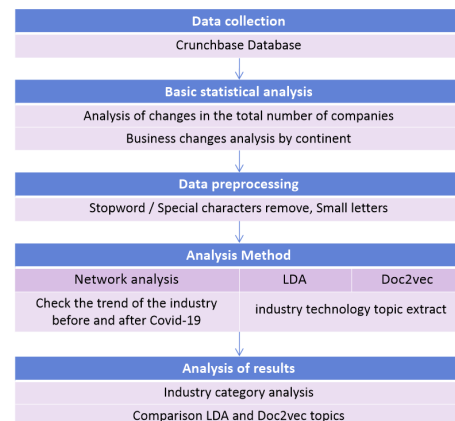 Data collection
Crunchbase Database
Basic statistical analysis
Analysis of changes in the total number of companies
Business changes analysis by continent
Data preprocessing
Stopword / Special characters remove, Small letters
Analysis Method
Network analysis
LDA
Doc2vec
Check the trend of the industry
before and after Covid-19
industry technology topic extract
Analysis of results
Industry category analysis
Comparison LDA and Doc2vec topics